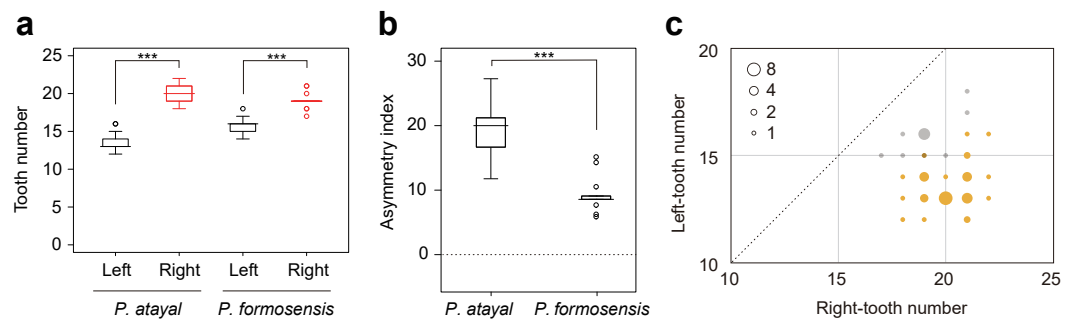 a
Tooth number
25
20
15
10
5
0
***
***
Left
Right
Left
Right
P. atayal
P. formosensis
b
Asymmetry index
30
20
10
0
***
P. atayal
P. formosensis
c
Left-tooth number
20
15
10
8
4
2
1
10
15
20
25
Right-tooth number